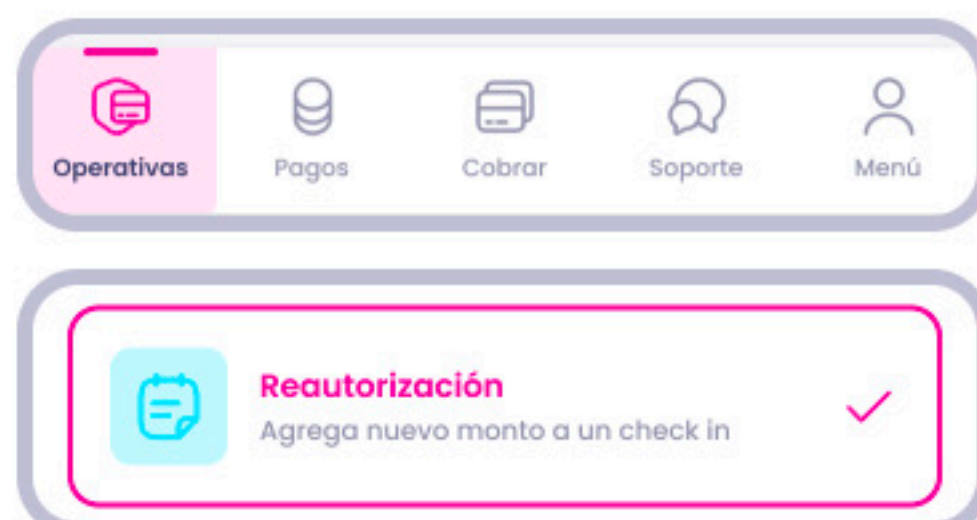 Operativas Pagos Cobrar Soporte Menú
Reautorización
Agrega nuevo monto a un check in